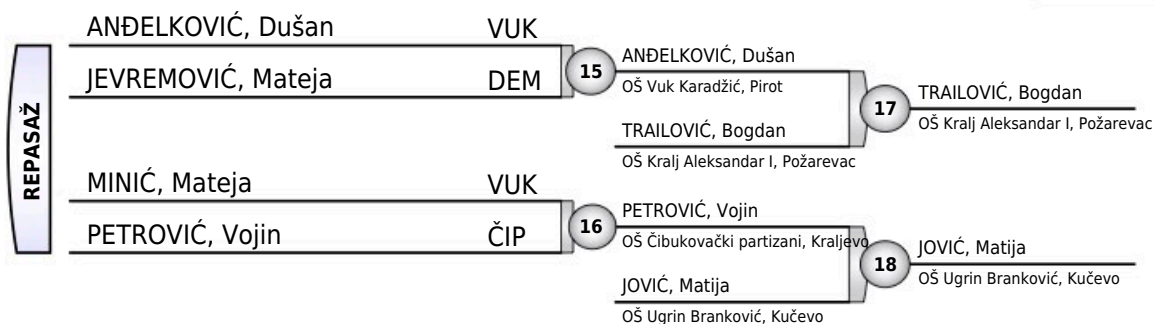 REPASAŽ
ANĐELKOVIĆ, Dušan VUK
JEVREMOVIĆ, Mateja DEM
15
ANĐELKOVIĆ, Dušan
OŠ Vuk Karadžić, Pirot
TRAILOVIĆ, Bogdan
OŠ Kralj Aleksandar I, Požarevac
17
TRAILOVIĆ, Bogdan
OŠ Kralj Aleksandar I, Požarevac
MINIĆ, Mateja VUK
PETROVIĆ, Vojin ČIP
16
PETROVIĆ, Vojin
OŠ Čibukovački partizani, Kraljevo
JOVIĆ, Matija
OŠ Ugrin Branković, Kučevo
18
JOVIĆ, Matija
OŠ Ugrin Branković, Kučevo